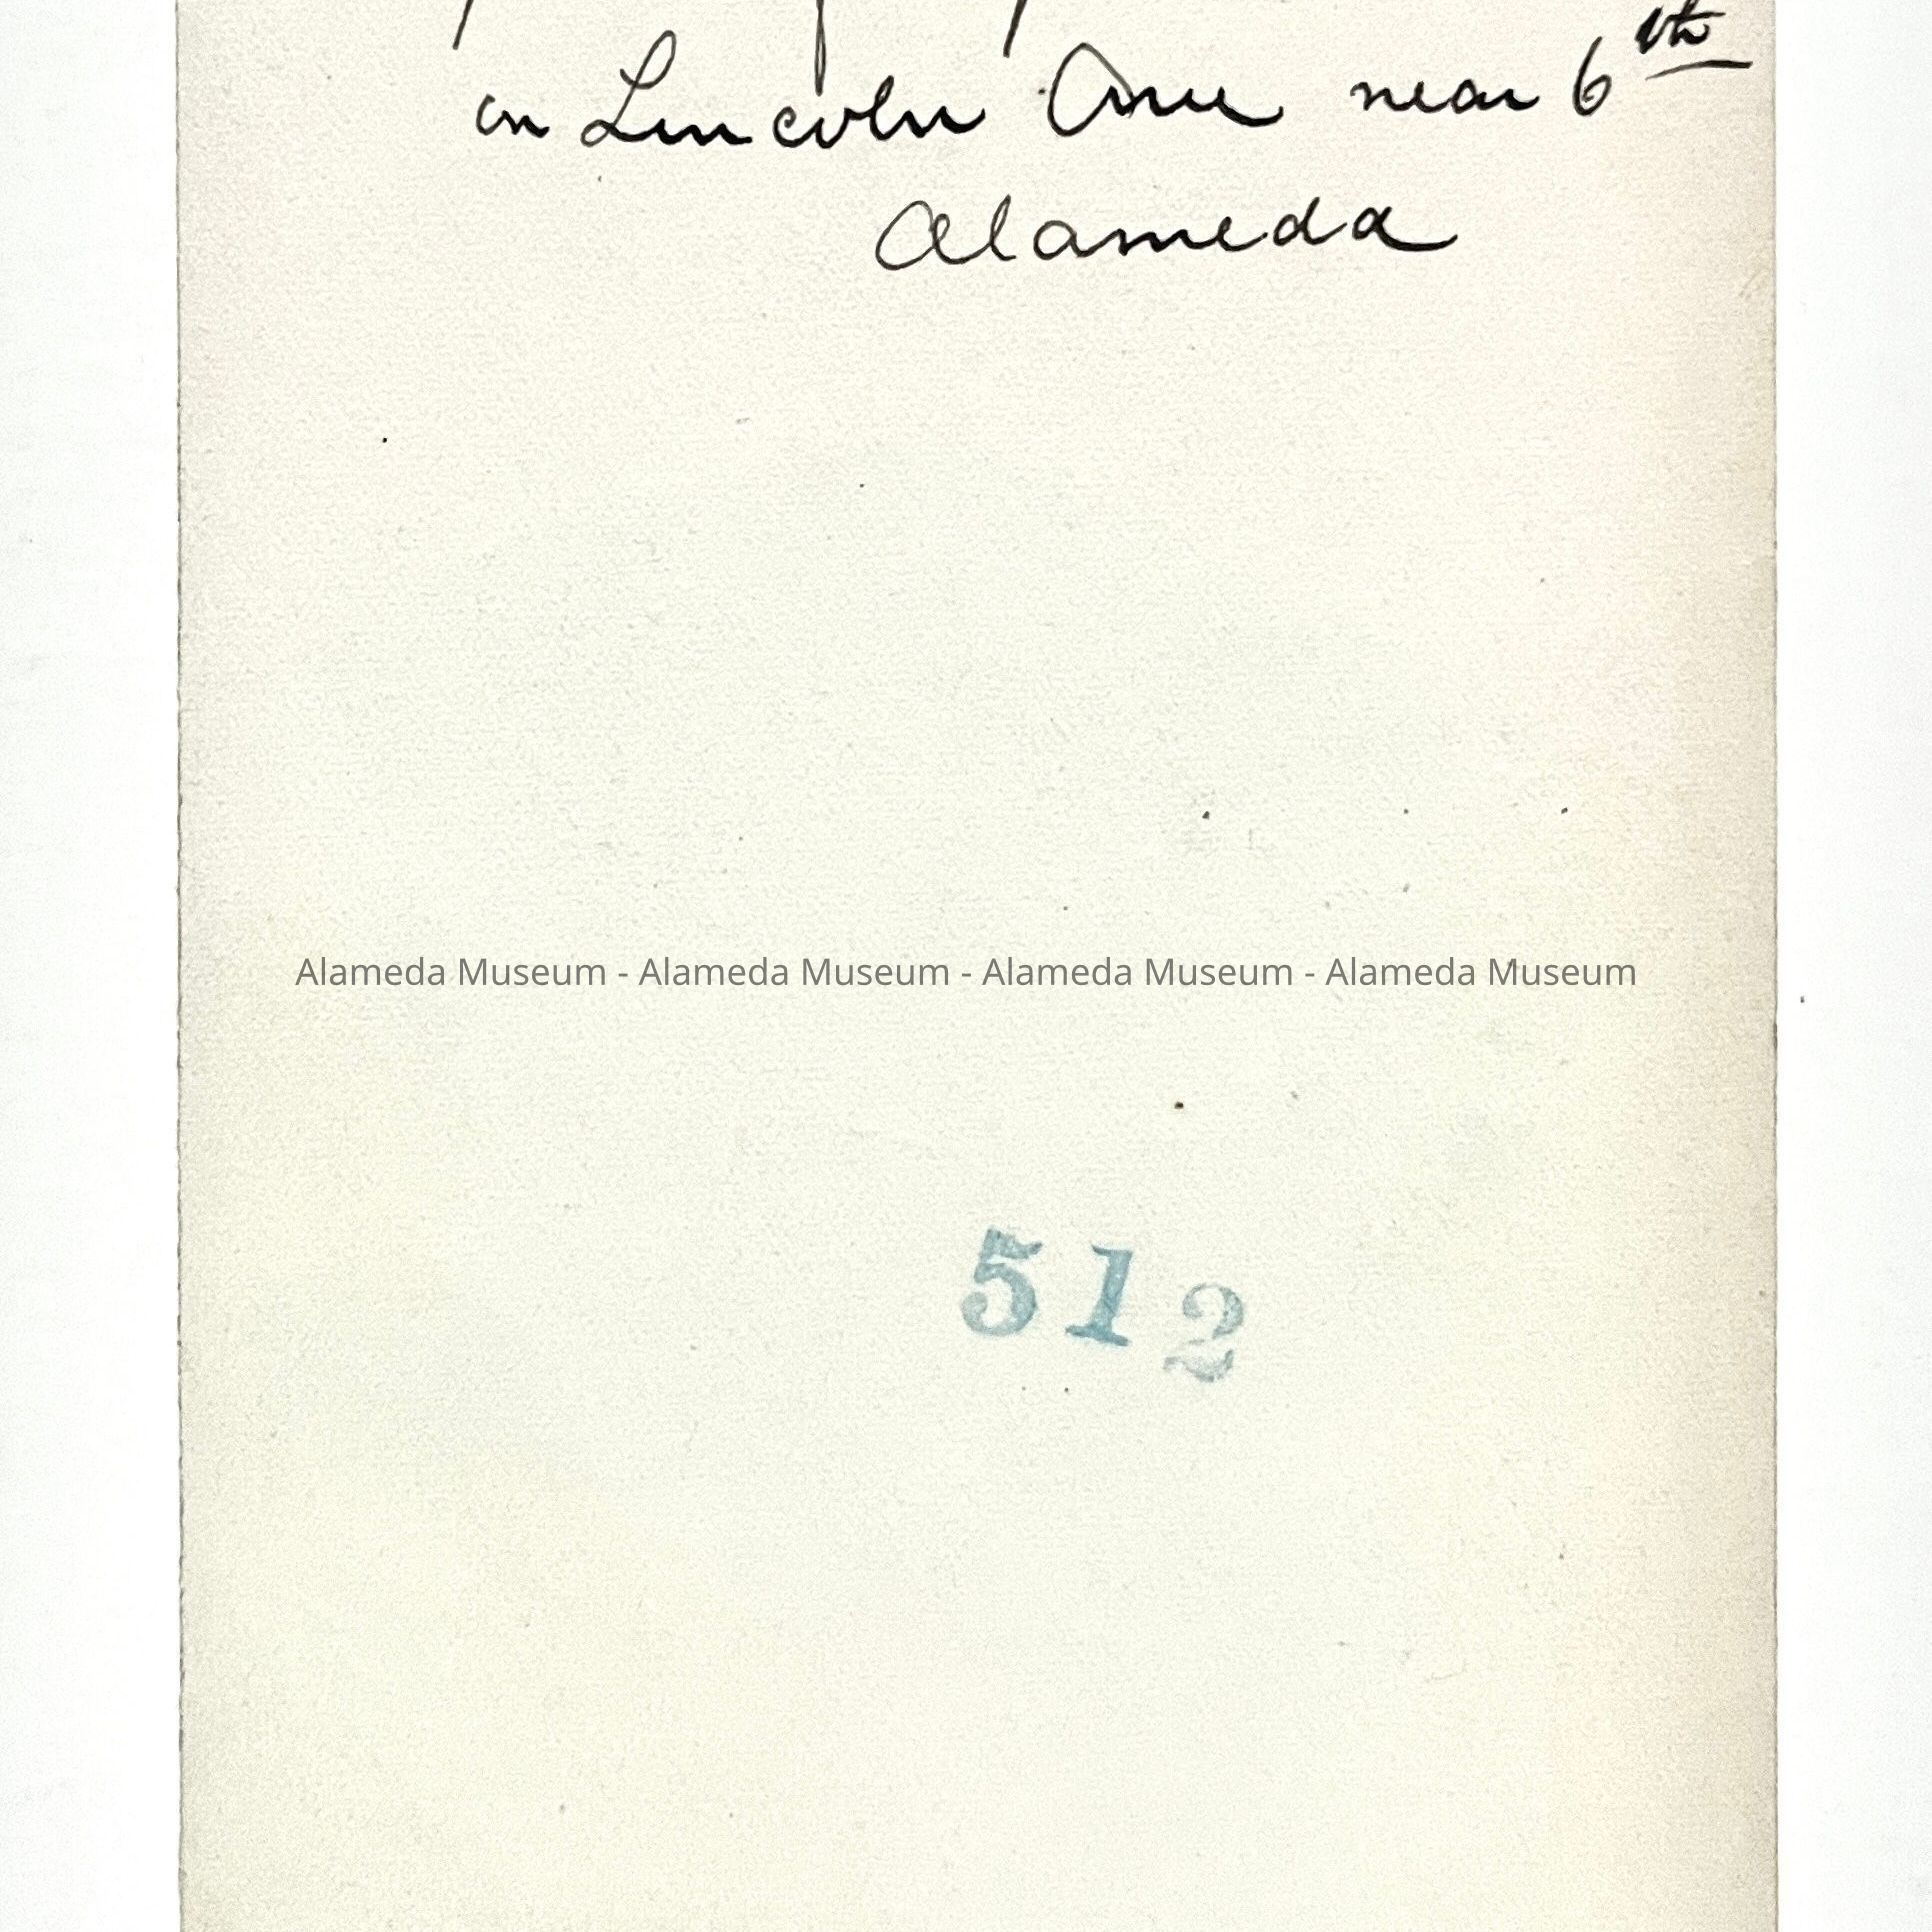 on Lincoln Ave near 6th
Alameda
Alameda Museum - Alameda Museum - Alameda Museum - Alameda Museum
512